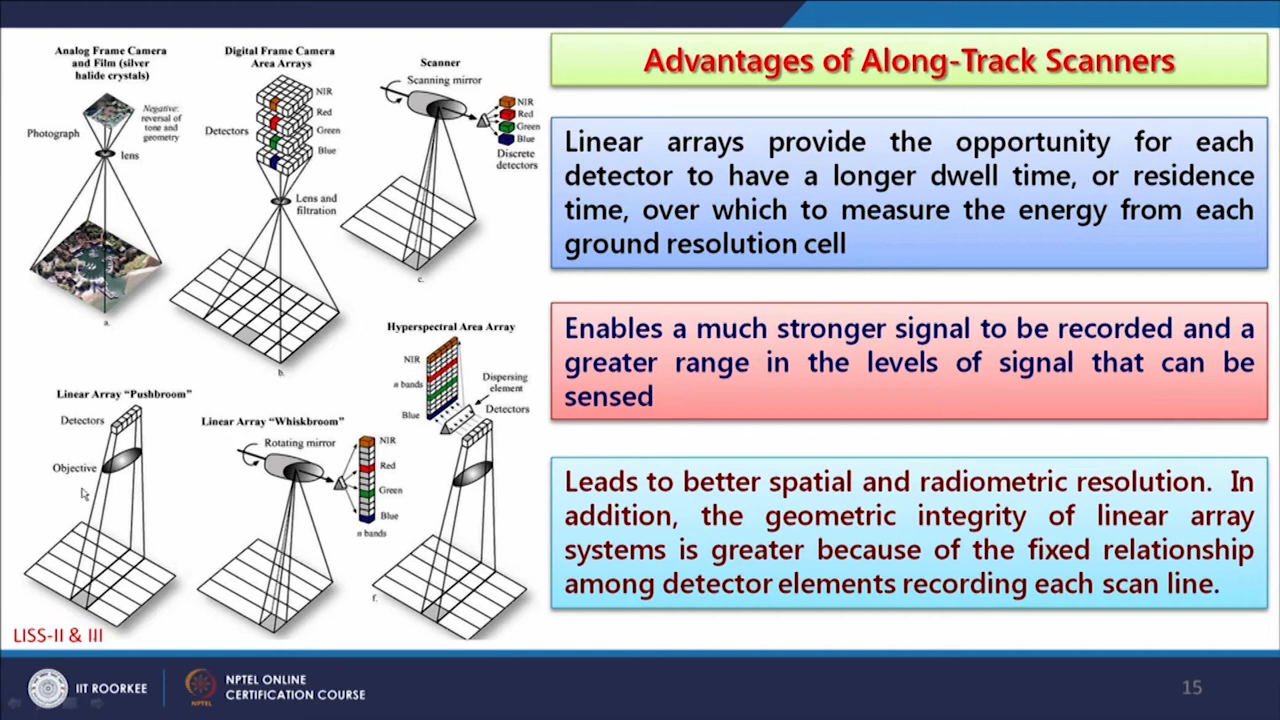 Analog Frame Camera
and Film (silver
halide crystals)
Negative:
reversal of
tone and
geometry
Photograph
lens
a.
Digital Frame Camera
Area Arrays
NIR
Red
Detectors
Green
Blue
Lens and
filtration
b.
Scanner
Scanning mirror
NIR
Red
Green
Blue
Discrete
detectors
c.
Linear Array "Pushbroom"
Detectors
Objective
Linear Array "Whiskbroom"
Rotating mirror
NIR
Red
Green
Blue
n bands
Hyperspectral Area Array
NIR
n bands
Dispersing
element
Blue
Detectors
f.
LISS-II & III
Advantages of Along-Track Scanners
Linear arrays provide the opportunity for each
detector to have a longer dwell time, or residence
time, over which to measure the energy from each
ground resolution cell
Enables a much stronger signal to be recorded and a
greater range in the levels of signal that can be
sensed
Leads to better spatial and radiometric resolution. In
addition, the geometric integrity of linear array
systems is greater because of the fixed relationship
among detector elements recording each scan line.
IIT ROORKEE
NPTEL
NPTEL ONLINE
CERTIFICATION COURSE
15